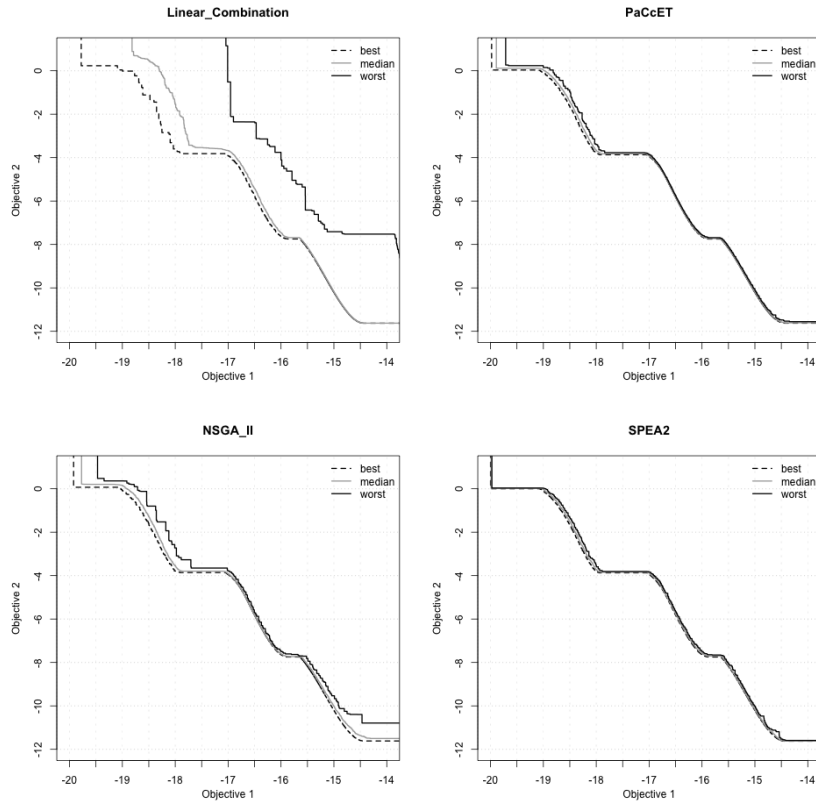 Linear_Combination
best
median
worst
Objective 2
0
-2
-4
-6
-8
-10
-12
-20 -19 -18 -17 -16 -15 -14
Objective 1
PaCcET
best
median
worst
Objective 2
0
-2
-4
-6
-8
-10
-12
-20 -19 -18 -17 -16 -15 -14
Objective 1
NSGA_II
best
median
worst
Objective 2
0
-2
-4
-6
-8
-10
-12
-20 -19 -18 -17 -16 -15 -14
Objective 1
SPEA2
best
median
worst
Objective 2
0
-2
-4
-6
-8
-10
-12
-20 -19 -18 -17 -16 -15 -14
Objective 1